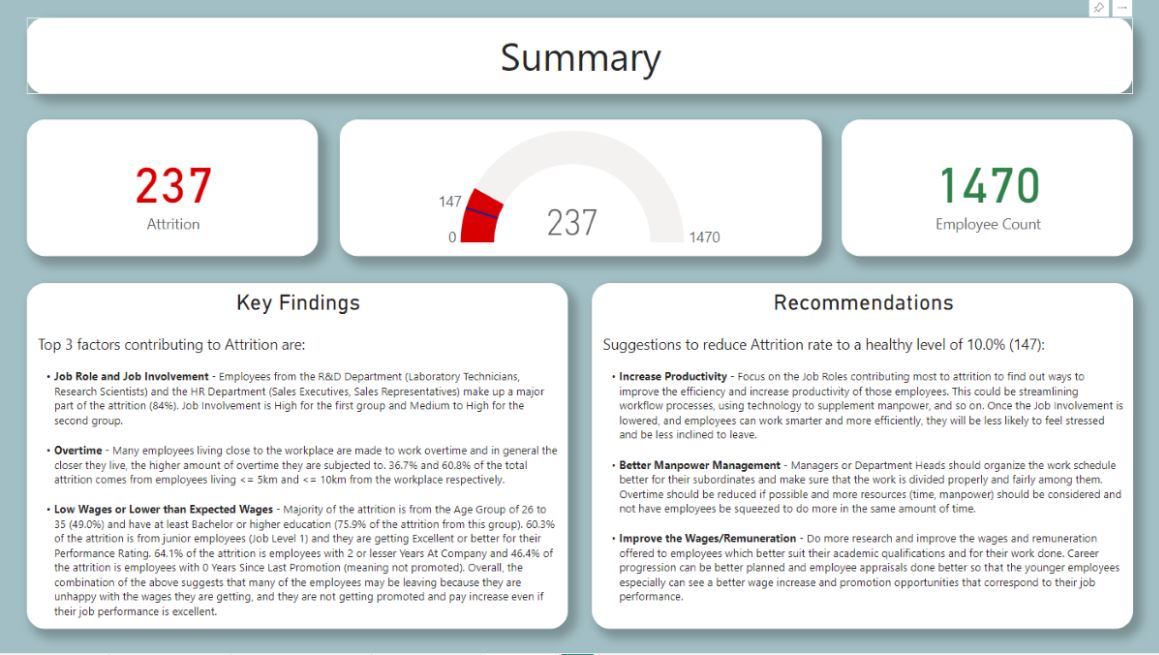 Summary
237
Attrition
147
0
237
1470
1470
Employee Count
Key Findings
Top 3 factors contributing to Attrition are:
• Job Role and Job Involvement - Employees from the R&D Department (Laboratory Technicians,
Research Scientists) and the HR Department (Sales Executives, Sales Representatives) make up a major
part of the attrition (84%). Job Involvement is High for the first group and Medium to High for the
second group.
• Overtime - Many employees living close to the workplace are made to work overtime and in general the
closer they live, the higher amount of overtime they are subjected to. 36.7% and 60.8% of the total
attrition comes from employees living <= 5km and <= 10km from the workplace respectively.
• Low Wages or Lower than Expected Wages - Majority of the attrition is from the Age Group of 26 to
35 (49.0%) and have at least Bachelor or higher education (75.9% of the attrition from this group). 60.3%
of the attrition is from junior employees (Job Level 1) and they are getting Excellent or better for their
Performance Rating. 64.1% of the attrition is employees with 2 or lesser Years At Company and 46.4% of
the attrition is employees with 0 Years Since Last Promotion (meaning not promoted). Overall, the
combination of the above suggests that many of the employees may be leaving because they are
unhappy with the wages they are getting, and they are not getting promoted and pay increase even if
their job performance is excellent.
Recommendations
Suggestions to reduce Attrition rate to a healthy level of 10.0% (147):
• Increase Productivity - Focus on the Job Roles contributing most to attrition to find out ways to
improve the efficiency and increase productivity of those employees. This could be streamlining
workflow processes, using technology to supplement manpower, and so on. Once the Job Involvement is
lowered, and employees can work smarter and more efficiently, they will be less likely to feel stressed
and be less inclined to leave.
• Better Manpower Management - Managers or Department Heads should organize the work schedule
better for their subordinates and make sure that the work is divided properly and fairly among them.
Overtime should be reduced if possible and more resources (time, manpower) should be considered and
not have employees be squeezed to do more in the same amount of time.
• Improve the Wages/Remuneration - Do more research and improve the wages and remuneration
offered to employees which better suit their academic qualifications and for their work done. Career
progression can be better planned and employee appraisals done better so that the younger employees
especially can see a better wage increase and promotion opportunities that correspond to their job
performance.